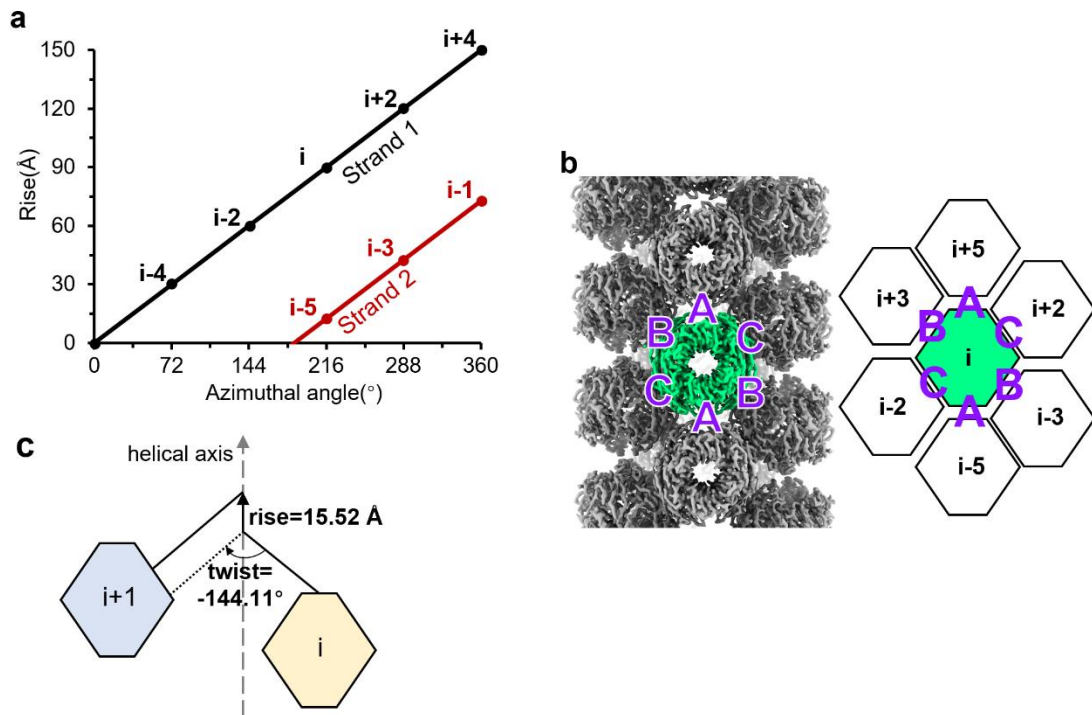 a
i+4
150
i+2
120
Strand 1
i
90
i-1
i-2
60
i-3
i-4
30
Strand 2
i-5
0
0 72 144 216 288 360
Rise(Å)
Azimuthal angle(°)
b
A
B C
C B
A
i+5
i+3 i+2
A
B C
i
C B
A
i-2 i-3
i-5
c
helical axis
rise=15.52 Å
twist=
-144.11°
i+1
i